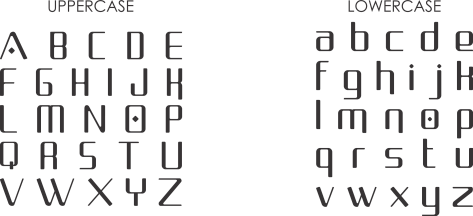 UPPERCASE
A B C D E
F G H I J K
L M N O P
Q R S T U
V W X Y Z
LOWERCASE
a b c d e
f g h i j k
l m n o p
q r s t u
v w x y z